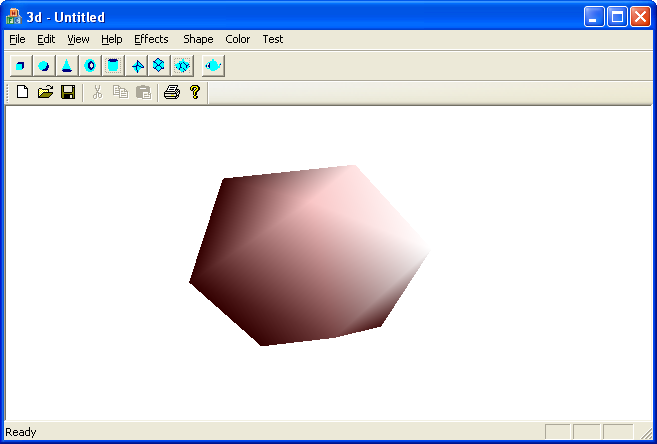 3d - Untitled
File Edit View Help Effects Shape Color Test
?
Ready